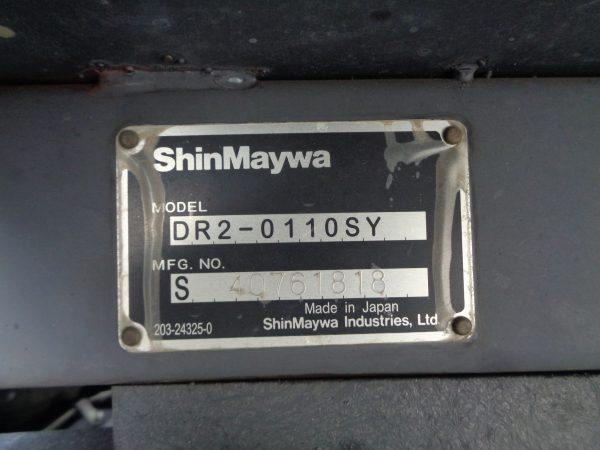 ShinMaywa
MODEL
DR2-0110SY
MFG. NO.
S 40761818
Made in Japan
203-24325-0 ShinMaywa Industries, Ltd.